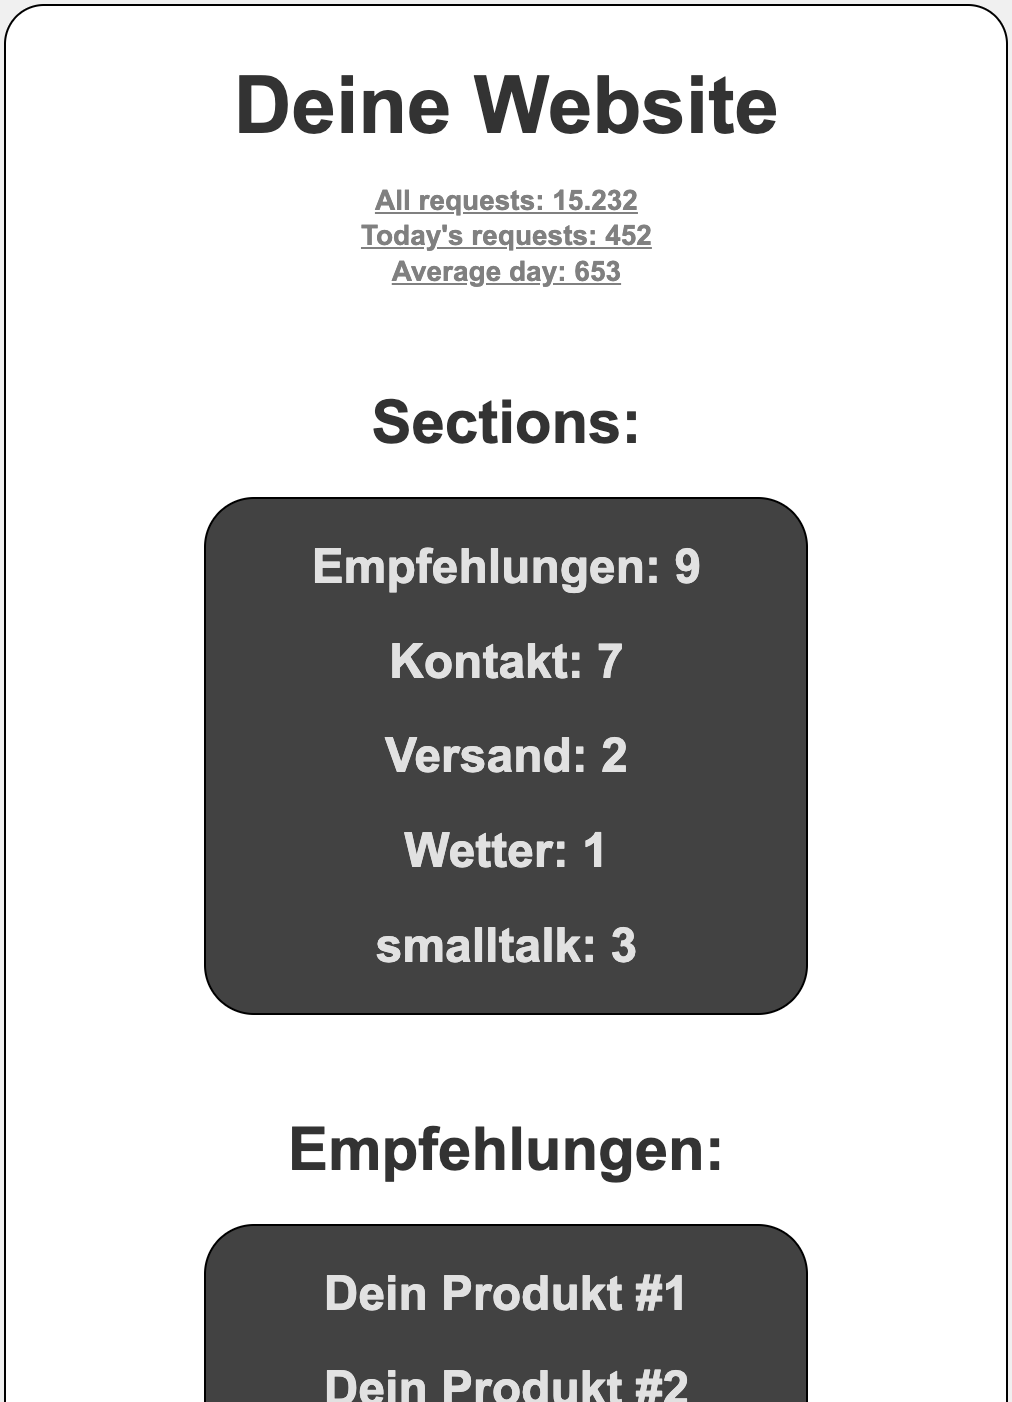 Deine Website
All requests: 15.232
Today's requests: 452
Average day: 653
Sections:
Empfehlungen: 9
Kontakt: 7
Versand: 2
Wetter: 1
smalltalk: 3
Empfehlungen:
Dein Produkt #1
Dein Produkt #2